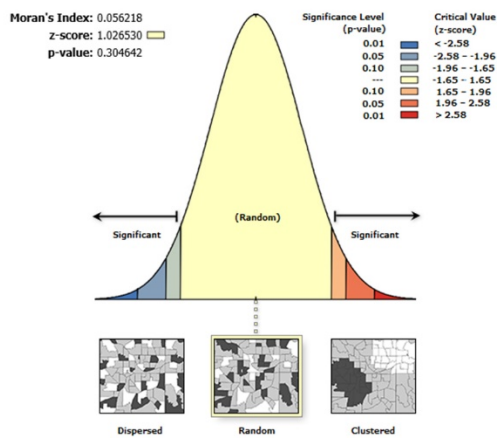 Moran's Index: 0.056218
z-score: 1.026530
p-value: 0.304642
Significance Level
(p-value)
Critical Value
(z-score)
0.01 < -2.58
0.05 -2.58 - -1.96
0.10 -1.96 - -1.65
--- -1.65 - 1.65
0.10 1.65 - 1.96
0.05 1.96 - 2.58
0.01 > 2.58
(Random)
Significant Significant
Dispersed Random Clustered